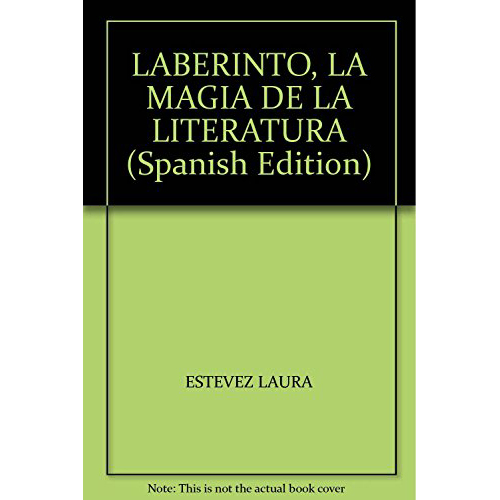 LABERINTO, LA
MAGIA DE LA
LITERATURA
(Spanish Edition)
ESTEVEZ LAURA
Note: This is not the actual book cover